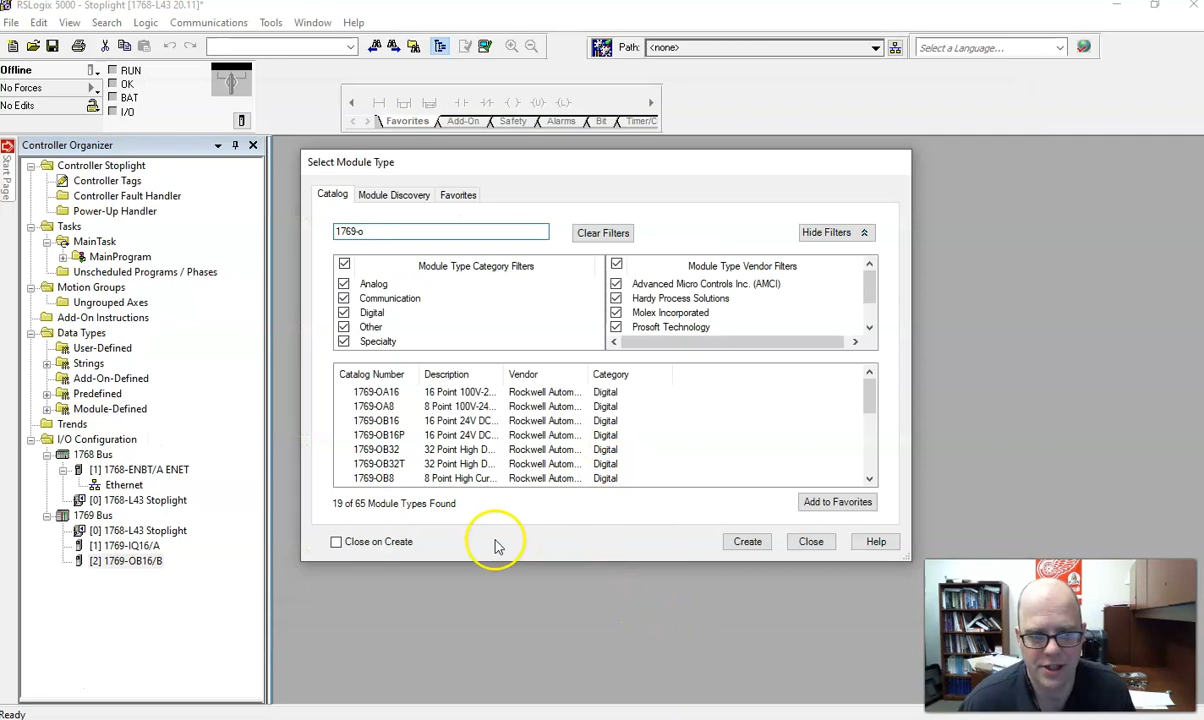 RSLogix 5000 - Stoplight [1768-L43 20.11]*
File Edit View Search Logic Communications Tools Window Help
Path: <none>
Select a Language...
Offline
RUN
No Forces
OK
No Edits
BAT
I/O
Favorites Add-On Safety Alarms Bit Timer/C
Start Page
Controller Organizer
Controller Stoplight
Controller Tags
Controller Fault Handler
Power-Up Handler
Tasks
MainTask
MainProgram
Unscheduled Programs / Phases
Motion Groups
Ungrouped Axes
Add-On Instructions
Data Types
User-Defined
Strings
Add-On-Defined
Predefined
Module-Defined
Trends
I/O Configuration
1768 Bus
[1] 1768-ENBT/A ENET
Ethernet
[0] 1768-L43 Stoplight
1769 Bus
[0] 1768-L43 Stoplight
[1] 1769-IQ16/A
[2] 1769-OB16/B
Select Module Type
Catalog Module Discovery Favorites
1769-o
Clear Filters
Hide Filters
Module Type Category Filters
Analog
Communication
Digital
Other
Specialty
Module Type Vendor Filters
Advanced Micro Controls Inc. (AMCI)
Hardy Process Solutions
Molex Incorporated
Prosoft Technology
Catalog Number Description Vendor Category
1769-OA16 16 Point 100V-2... Rockwell Autom... Digital
1769-OA8 8 Point 100V-24... Rockwell Autom... Digital
1769-OB16 16 Point 24V DC... Rockwell Autom... Digital
1769-OB16P 16 Point 24V DC... Rockwell Autom... Digital
1769-OB32 32 Point High D... Rockwell Autom... Digital
1769-OB32T 32 Point High D... Rockwell Autom... Digital
1769-OB8 8 Point High Cur... Rockwell Autom... Digital
19 of 65 Module Types Found
Add to Favorites
Close on Create
Create
Close
Help
Ready